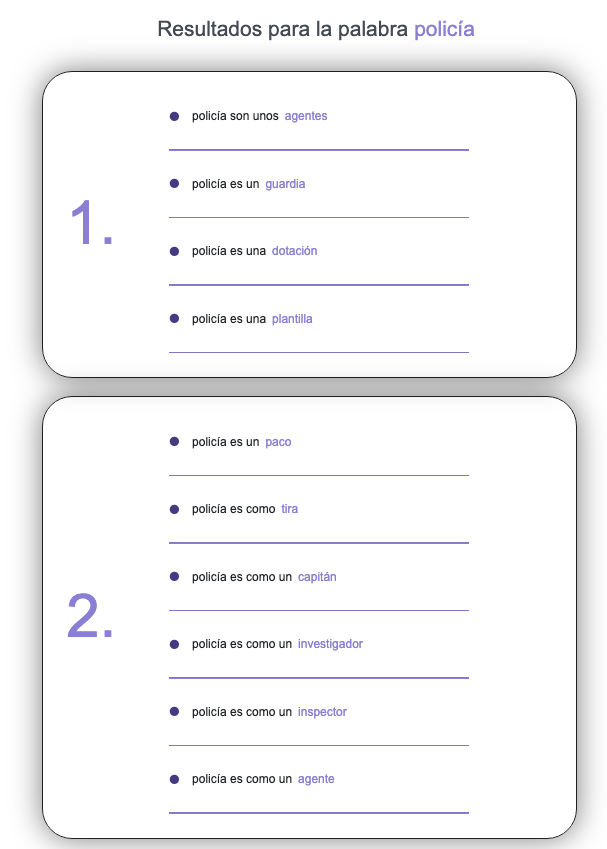 Resultados para la palabra policía
1.
policía son unos agentes
policía es un guardia
policía es una dotación
policía es una plantilla
2.
policía es un paco
policía es como tira
policía es como un capitán
policía es como un investigador
policía es como un inspector
policía es como un agente